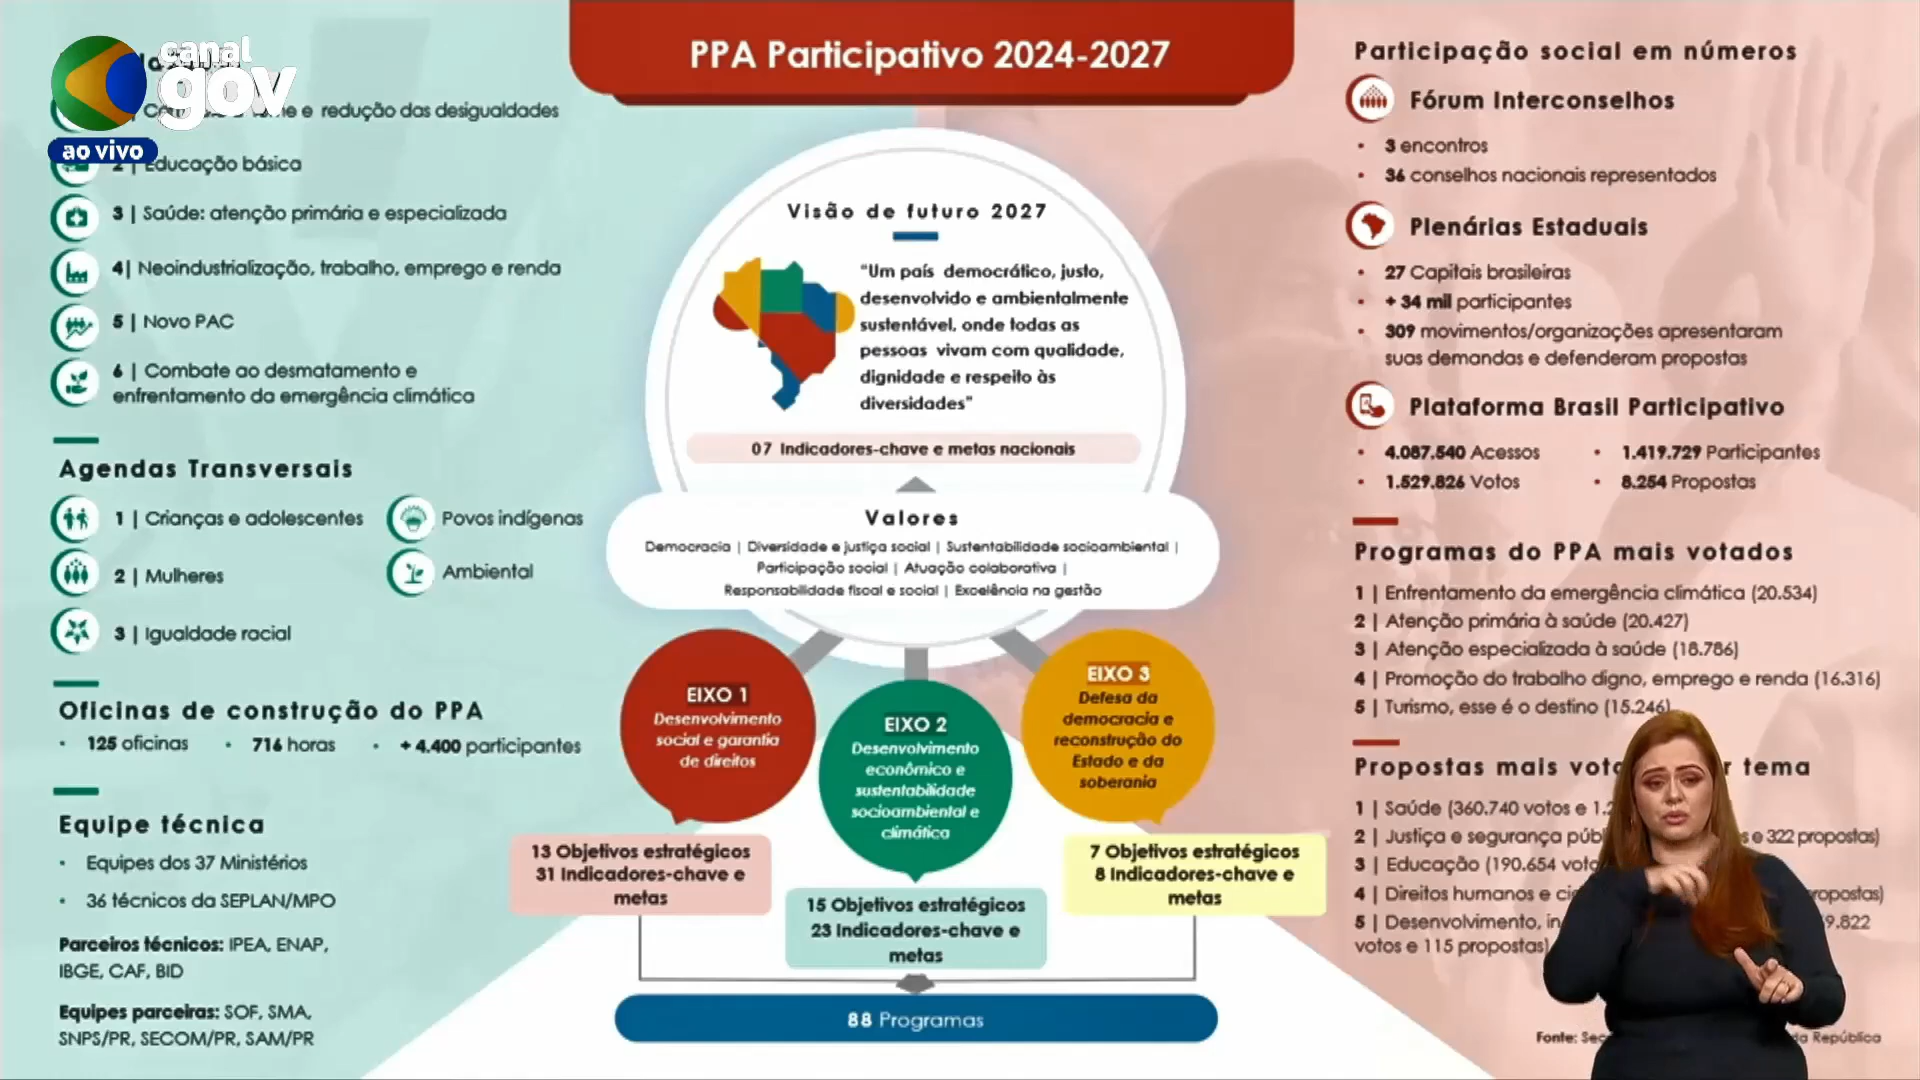 canal
gov
ao vivo
e redução das desigualdades
2 | Educação básica
3 | Saúde: atenção primária e especializada
4| Neoindustrialização, trabalho, emprego e renda
5 | Novo PAC
6 | Combate ao desmatamento e
enfrentamento da emergência climática
Agendas Transversais
1 | Crianças e adolescentes
Povos indígenas
2 | Mulheres
Ambiental
3 | Igualdade racial
Oficinas de construção do PPA
• 125 oficinas • 716 horas • + 4.400 participantes
Equipe técnica
• Equipes dos 37 Ministérios
• 36 técnicos da SEPLAN/MPO
Parceiros técnicos: IPEA, ENAP,
IBGE, CAF, BID
Equipes parceiras: SOF, SMA,
SNPS/PR, SECOM/PR, SAM/PR
PPA Participativo 2024-2027
Visão de futuro 2027
"Um país democrático, justo,
desenvolvido e ambientalmente
sustentável, onde todas as
pessoas vivam com qualidade,
dignidade e respeito às
diversidades"
07 Indicadores-chave e metas nacionais
Valores
Democracia | Diversidade e justiça social | Sustentabilidade socioambiental |
Participação social | Atuação colaborativa |
Responsabilidade fiscal e social | Excelência na gestão
EIXO 1
Desenvolvimento
social e garantia
de direitos
EIXO 2
Desenvolvimento
econômico e
sustentabilidade
socioambiental e
climática
EIXO 3
Defesa da
democracia e
reconstrução do
Estado e da
soberania
13 Objetivos estratégicos
31 Indicadores-chave e
metas
15 Objetivos estratégicos
23 Indicadores-chave e
metas
7 Objetivos estratégicos
8 Indicadores-chave e
metas
88 Programas
Participação social em números
Fórum Interconselhos
• 3 encontros
• 36 conselhos nacionais representados
Plenárias Estaduais
• 27 Capitais brasileiras
• + 34 mil participantes
• 309 movimentos/organizações apresentaram
suas demandas e defenderam propostas
Plataforma Brasil Participativo
• 4.087.540 Acessos • 1.419.729 Participantes
• 1.529.826 Votos • 8.254 Propostas
Programas do PPA mais votados
1 | Enfrentamento da emergência climática (20.534)
2 | Atenção primária à saúde (20.427)
3 | Atenção especializada à saúde (18.786)
4 | Promoção do trabalho digno, emprego e renda (16.316)
5 | Turismo, esse é o destino (15.246)
Propostas mais tema
1 | Saúde (360.740 votos e
2 | Justiça e segurança e 322 propostas)
3 | Educação (190.654
4 | Direitos humanos e
5 | Desenvolvimento,
votos e 115 propostas)
Fonte: da República